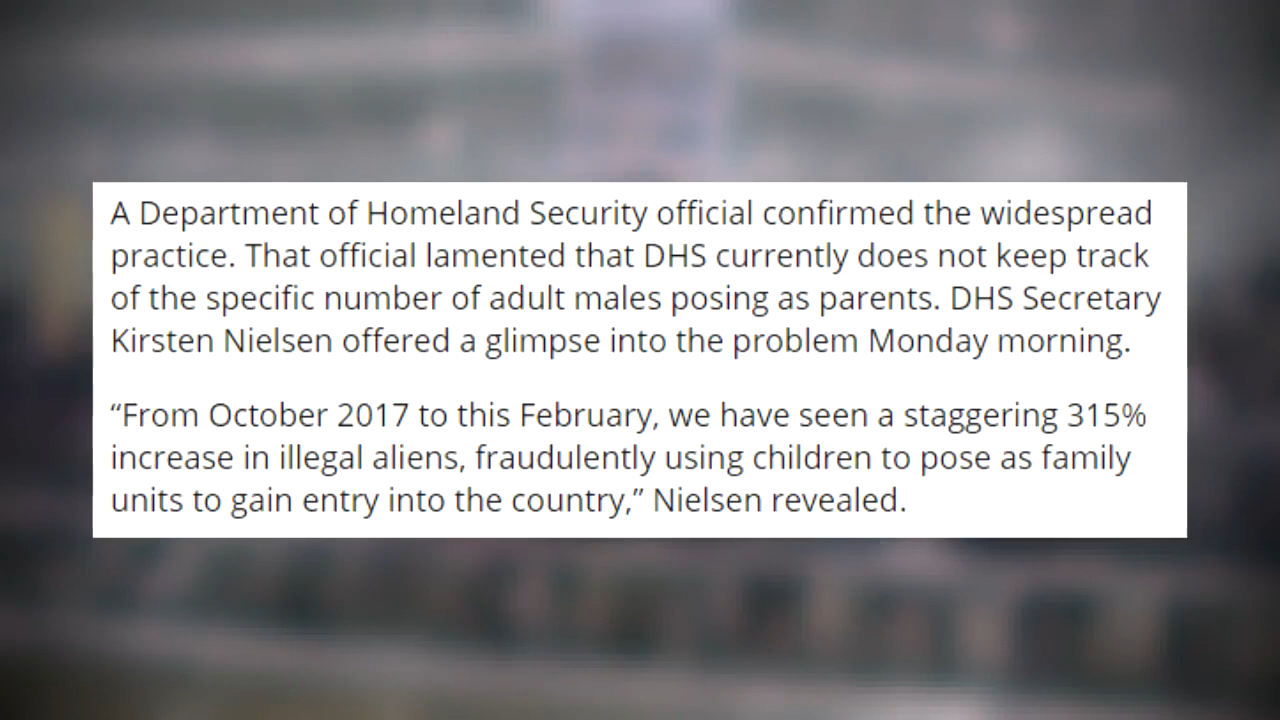 A Department of Homeland Security official confirmed the widespread
practice. That official lamented that DHS currently does not keep track
of the specific number of adult males posing as parents. DHS Secretary
Kirsten Nielsen offered a glimpse into the problem Monday morning.
“From October 2017 to this February, we have seen a staggering 315%
increase in illegal aliens, fraudulently using children to pose as family
units to gain entry into the country,” Nielsen revealed.